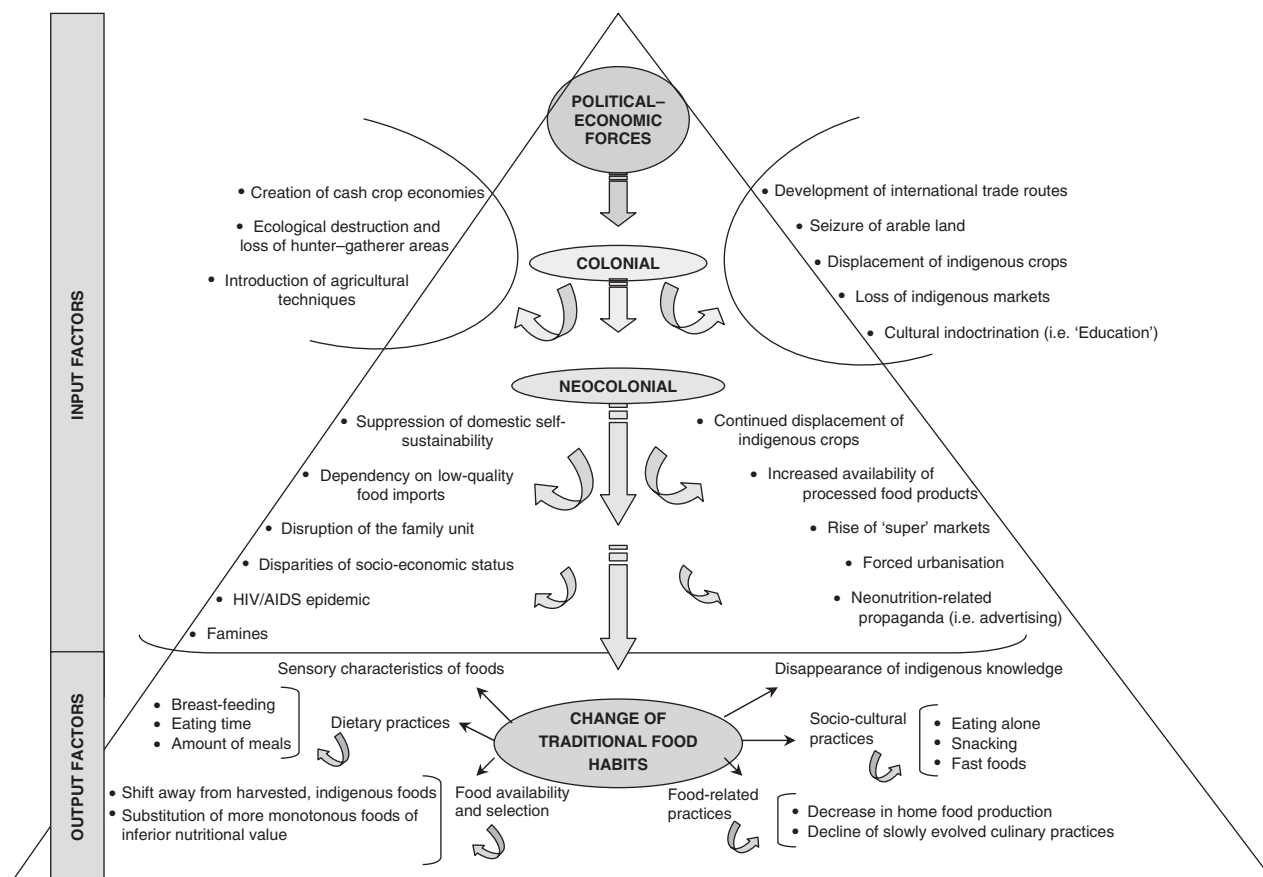 INPUT FACTORS
POLITICAL–
ECONOMIC
FORCES
• Creation of cash crop economies
• Ecological destruction and
loss of hunter–gatherer areas
• Introduction of agricultural
techniques
• Development of international trade routes
• Seizure of arable land
• Displacement of indigenous crops
• Loss of indigenous markets
• Cultural indoctrination (i.e. ‘Education’)
COLONIAL
NEOCOLONIAL
• Suppression of domestic self-
sustainability
• Dependency on low-quality
food imports
• Disruption of the family unit
• Disparities of socio-economic status
• HIV/AIDS epidemic
• Famines
• Continued displacement of
indigenous crops
• Increased availability of
processed food products
• Rise of ‘super’ markets
• Forced urbanisation
• Neonutrition-related
propaganda (i.e. advertising)
OUTPUT FACTORS
CHANGE OF
TRADITIONAL FOOD
HABITS
Sensory characteristics of foods
Disappearance of indigenous knowledge
Dietary practices
• Breast-feeding
• Eating time
• Amount of meals
Socio-cultural
practices
• Eating alone
• Snacking
• Fast foods
Food availability
and selection
• Shift away from harvested, indigenous foods
• Substitution of more monotonous foods of
inferior nutritional value
Food-related
practices
• Decrease in home food production
• Decline of slowly evolved culinary practices